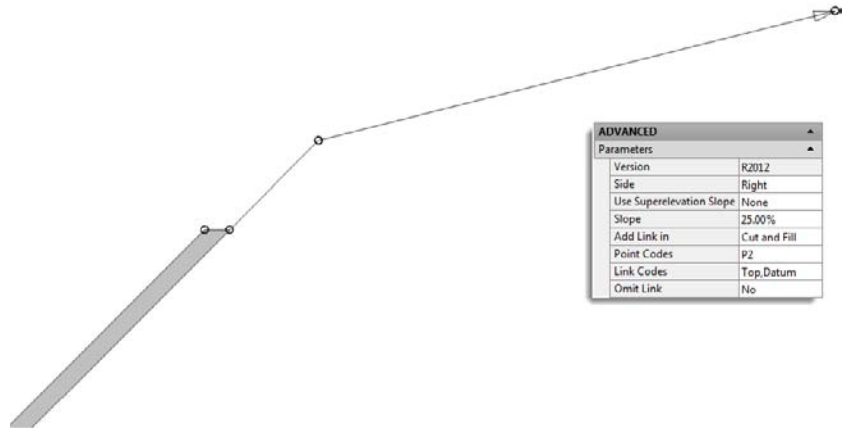 ADVANCED
Parameters
Version R2012
Side Right
Use Superelevation Slope None
Slope 25.00%
Add Link in Cut and Fill
Point Codes P2
Link Codes Top,Datum
Omit Link No